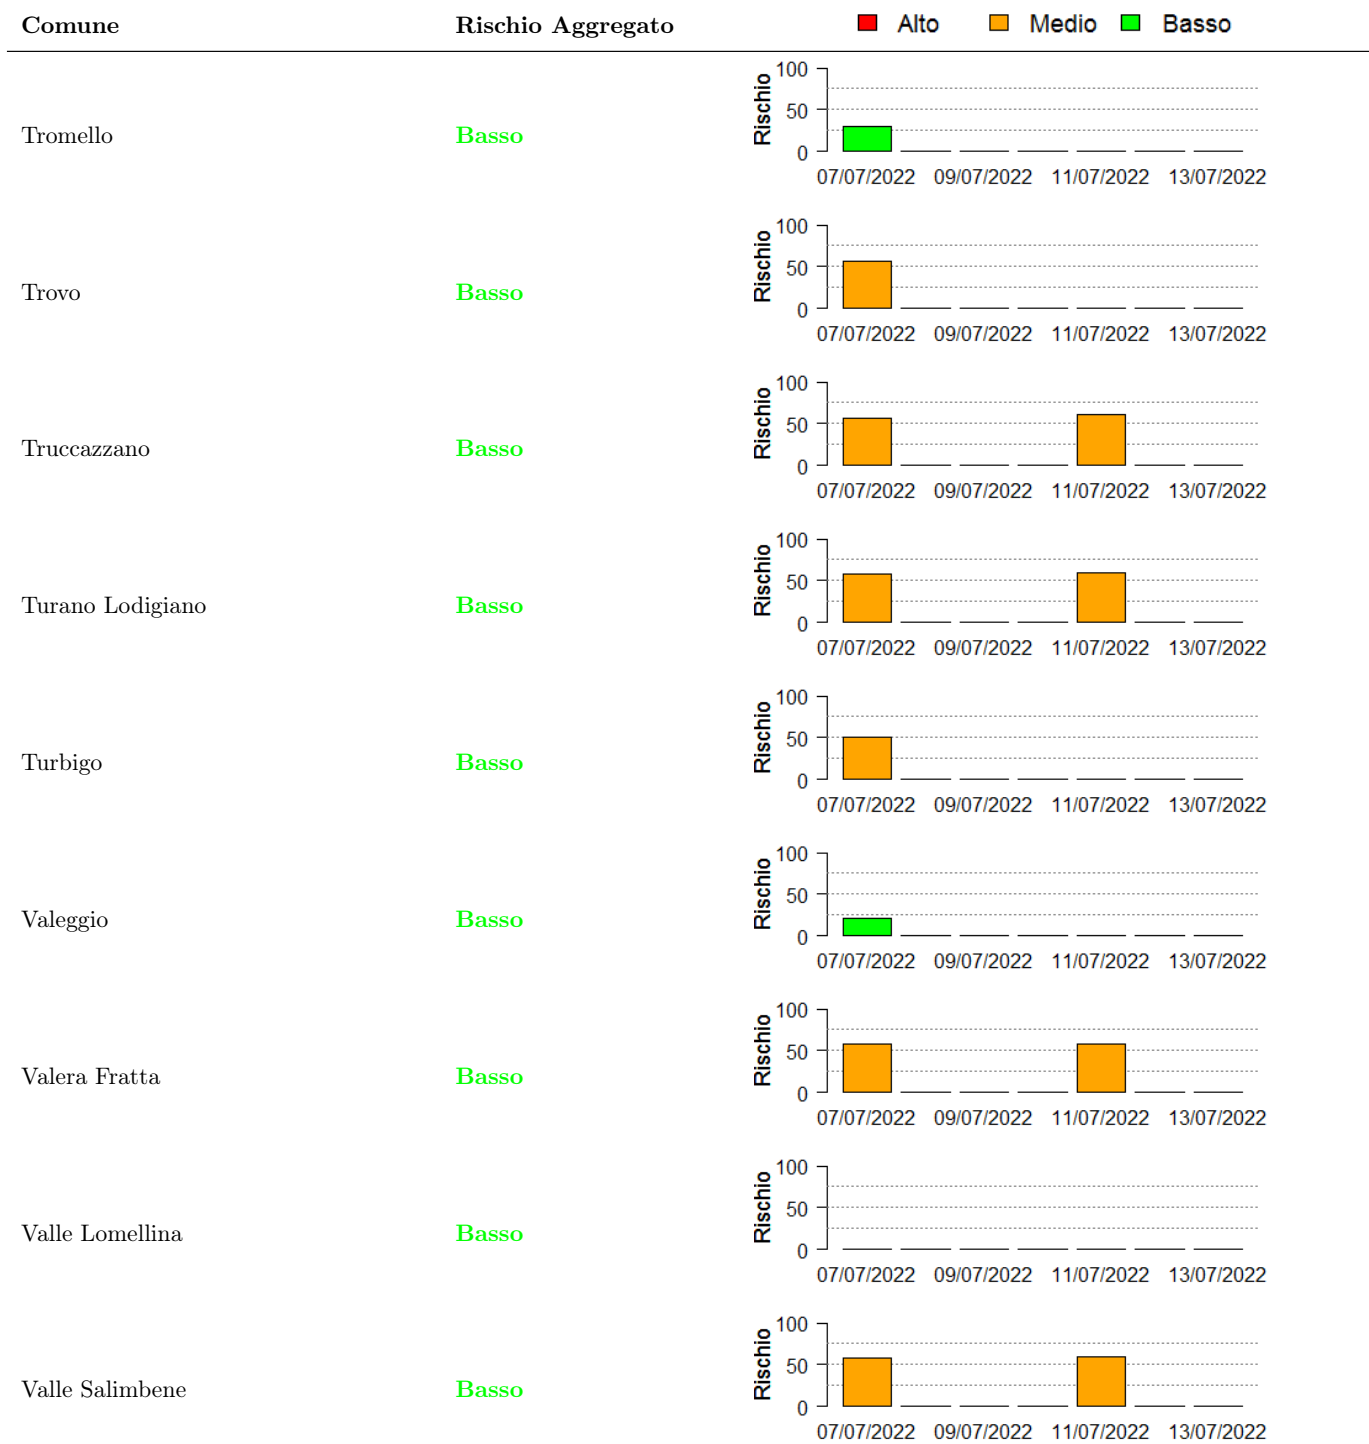 Comune Rischio Aggregato Alto Medio Basso
Tromello Basso Rischio 100 50 0
07/07/2022 09/07/2022 11/07/2022 13/07/2022
Trovo Basso Rischio 100 50 0
07/07/2022 09/07/2022 11/07/2022 13/07/2022
Truccazzano Basso Rischio 100 50 0
07/07/2022 09/07/2022 11/07/2022 13/07/2022
Turano Lodigiano Basso Rischio 100 50 0
07/07/2022 09/07/2022 11/07/2022 13/07/2022
Turbigo Basso Rischio 100 50 0
07/07/2022 09/07/2022 11/07/2022 13/07/2022
Valeggio Basso Rischio 100 50 0
07/07/2022 09/07/2022 11/07/2022 13/07/2022
Valera Fratta Basso Rischio 100 50 0
07/07/2022 09/07/2022 11/07/2022 13/07/2022
Valle Lomellina Basso Rischio 100 50 0
07/07/2022 09/07/2022 11/07/2022 13/07/2022
Valle Salimbene Basso Rischio 100 50 0
07/07/2022 09/07/2022 11/07/2022 13/07/2022